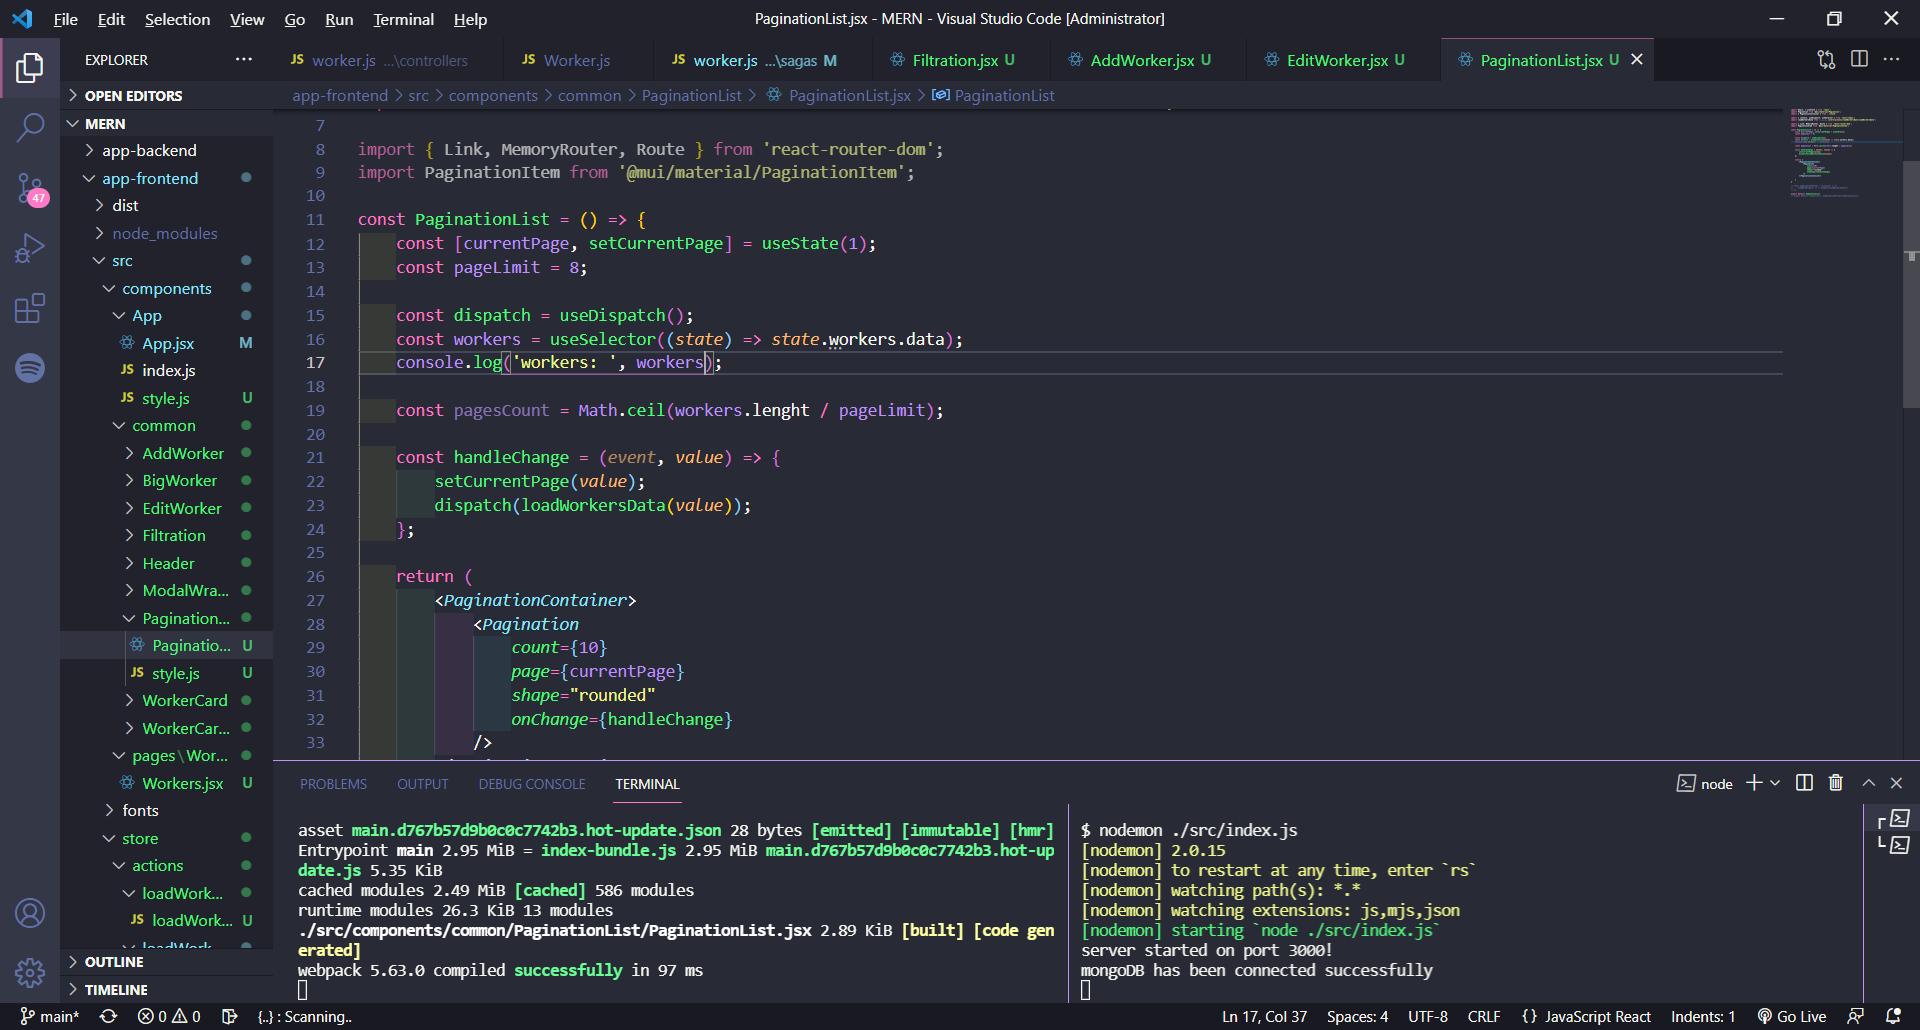 File Edit Selection View Go Run Terminal Help
PaginationList.jsx - MERN - Visual Studio Code [Administrator]
EXPLORER ···
JS worker.js ...\controllers
JS Worker.js
JS worker.js ...\sagas M
Filtration.jsx U
AddWorker.jsx U
EditWorker.jsx U
PaginationList.jsx U
app-frontend > src > components > common > PaginationList > PaginationList.jsx > PaginationList
OPEN EDITORS
MERN
app-backend
app-frontend
dist
node_modules
src
components
App
App.jsx M
JS index.js
JS style.js U
common
AddWorker
BigWorker
EditWorker
Filtration
Header
ModalWra...
Pagination...
Paginatio... U
JS style.js U
WorkerCard
WorkerCar...
pages\Wor...
Workers.jsx U
fonts
store
actions
loadWork...
JS loadWork... U
loadWork
OUTLINE
TIMELINE
47
7
8 import { Link, MemoryRouter, Route } from 'react-router-dom';
9 import PaginationItem from '@mui/material/PaginationItem';
10
11 const PaginationList = () => {
12 const [currentPage, setCurrentPage] = useState(1);
13 const pageLimit = 8;
14
15 const dispatch = useDispatch();
16 const workers = useSelector((state) => state.workers.data);
17 console.log('workers: ', workers);
18
19 const pagesCount = Math.ceil(workers.lenght / pageLimit);
20
21 const handleChange = (event, value) => {
22 setCurrentPage(value);
23 dispatch(loadWorkersData(value));
24 };
25
26 return (
27 <PaginationContainer>
28 <Pagination
29 count={10}
30 page={currentPage}
31 shape="rounded"
32 onChange={handleChange}
33 />
PROBLEMS OUTPUT DEBUG CONSOLE TERMINAL
node
asset main.d767b57d9b0c0c7742b3.hot-update.json 28 bytes [emitted] [immutable] [hmr]
Entrypoint main 2.95 MiB = index-bundle.js 2.95 MiB main.d767b57d9b0c0c7742b3.hot-up
date.js 5.35 KiB
cached modules 2.49 MiB [cached] 586 modules
runtime modules 26.3 KiB 13 modules
./src/components/common/PaginationList/PaginationList.jsx 2.89 KiB [built] [code gen
erated]
webpack 5.63.0 compiled successfully in 97 ms
$ nodemon ./src/index.js
[nodemon] 2.0.15
[nodemon] to restart at any time, enter `rs`
[nodemon] watching path(s): *.*
[nodemon] watching extensions: js,mjs,json
[nodemon] starting `node ./src/index.js`
server started on port 3000!
mongoDB has been connected successfully
main* 0 0 {..} : Scanning.. Ln 17, Col 37 Spaces: 4 UTF-8 CRLF {} JavaScript React Indents: 1 Go Live